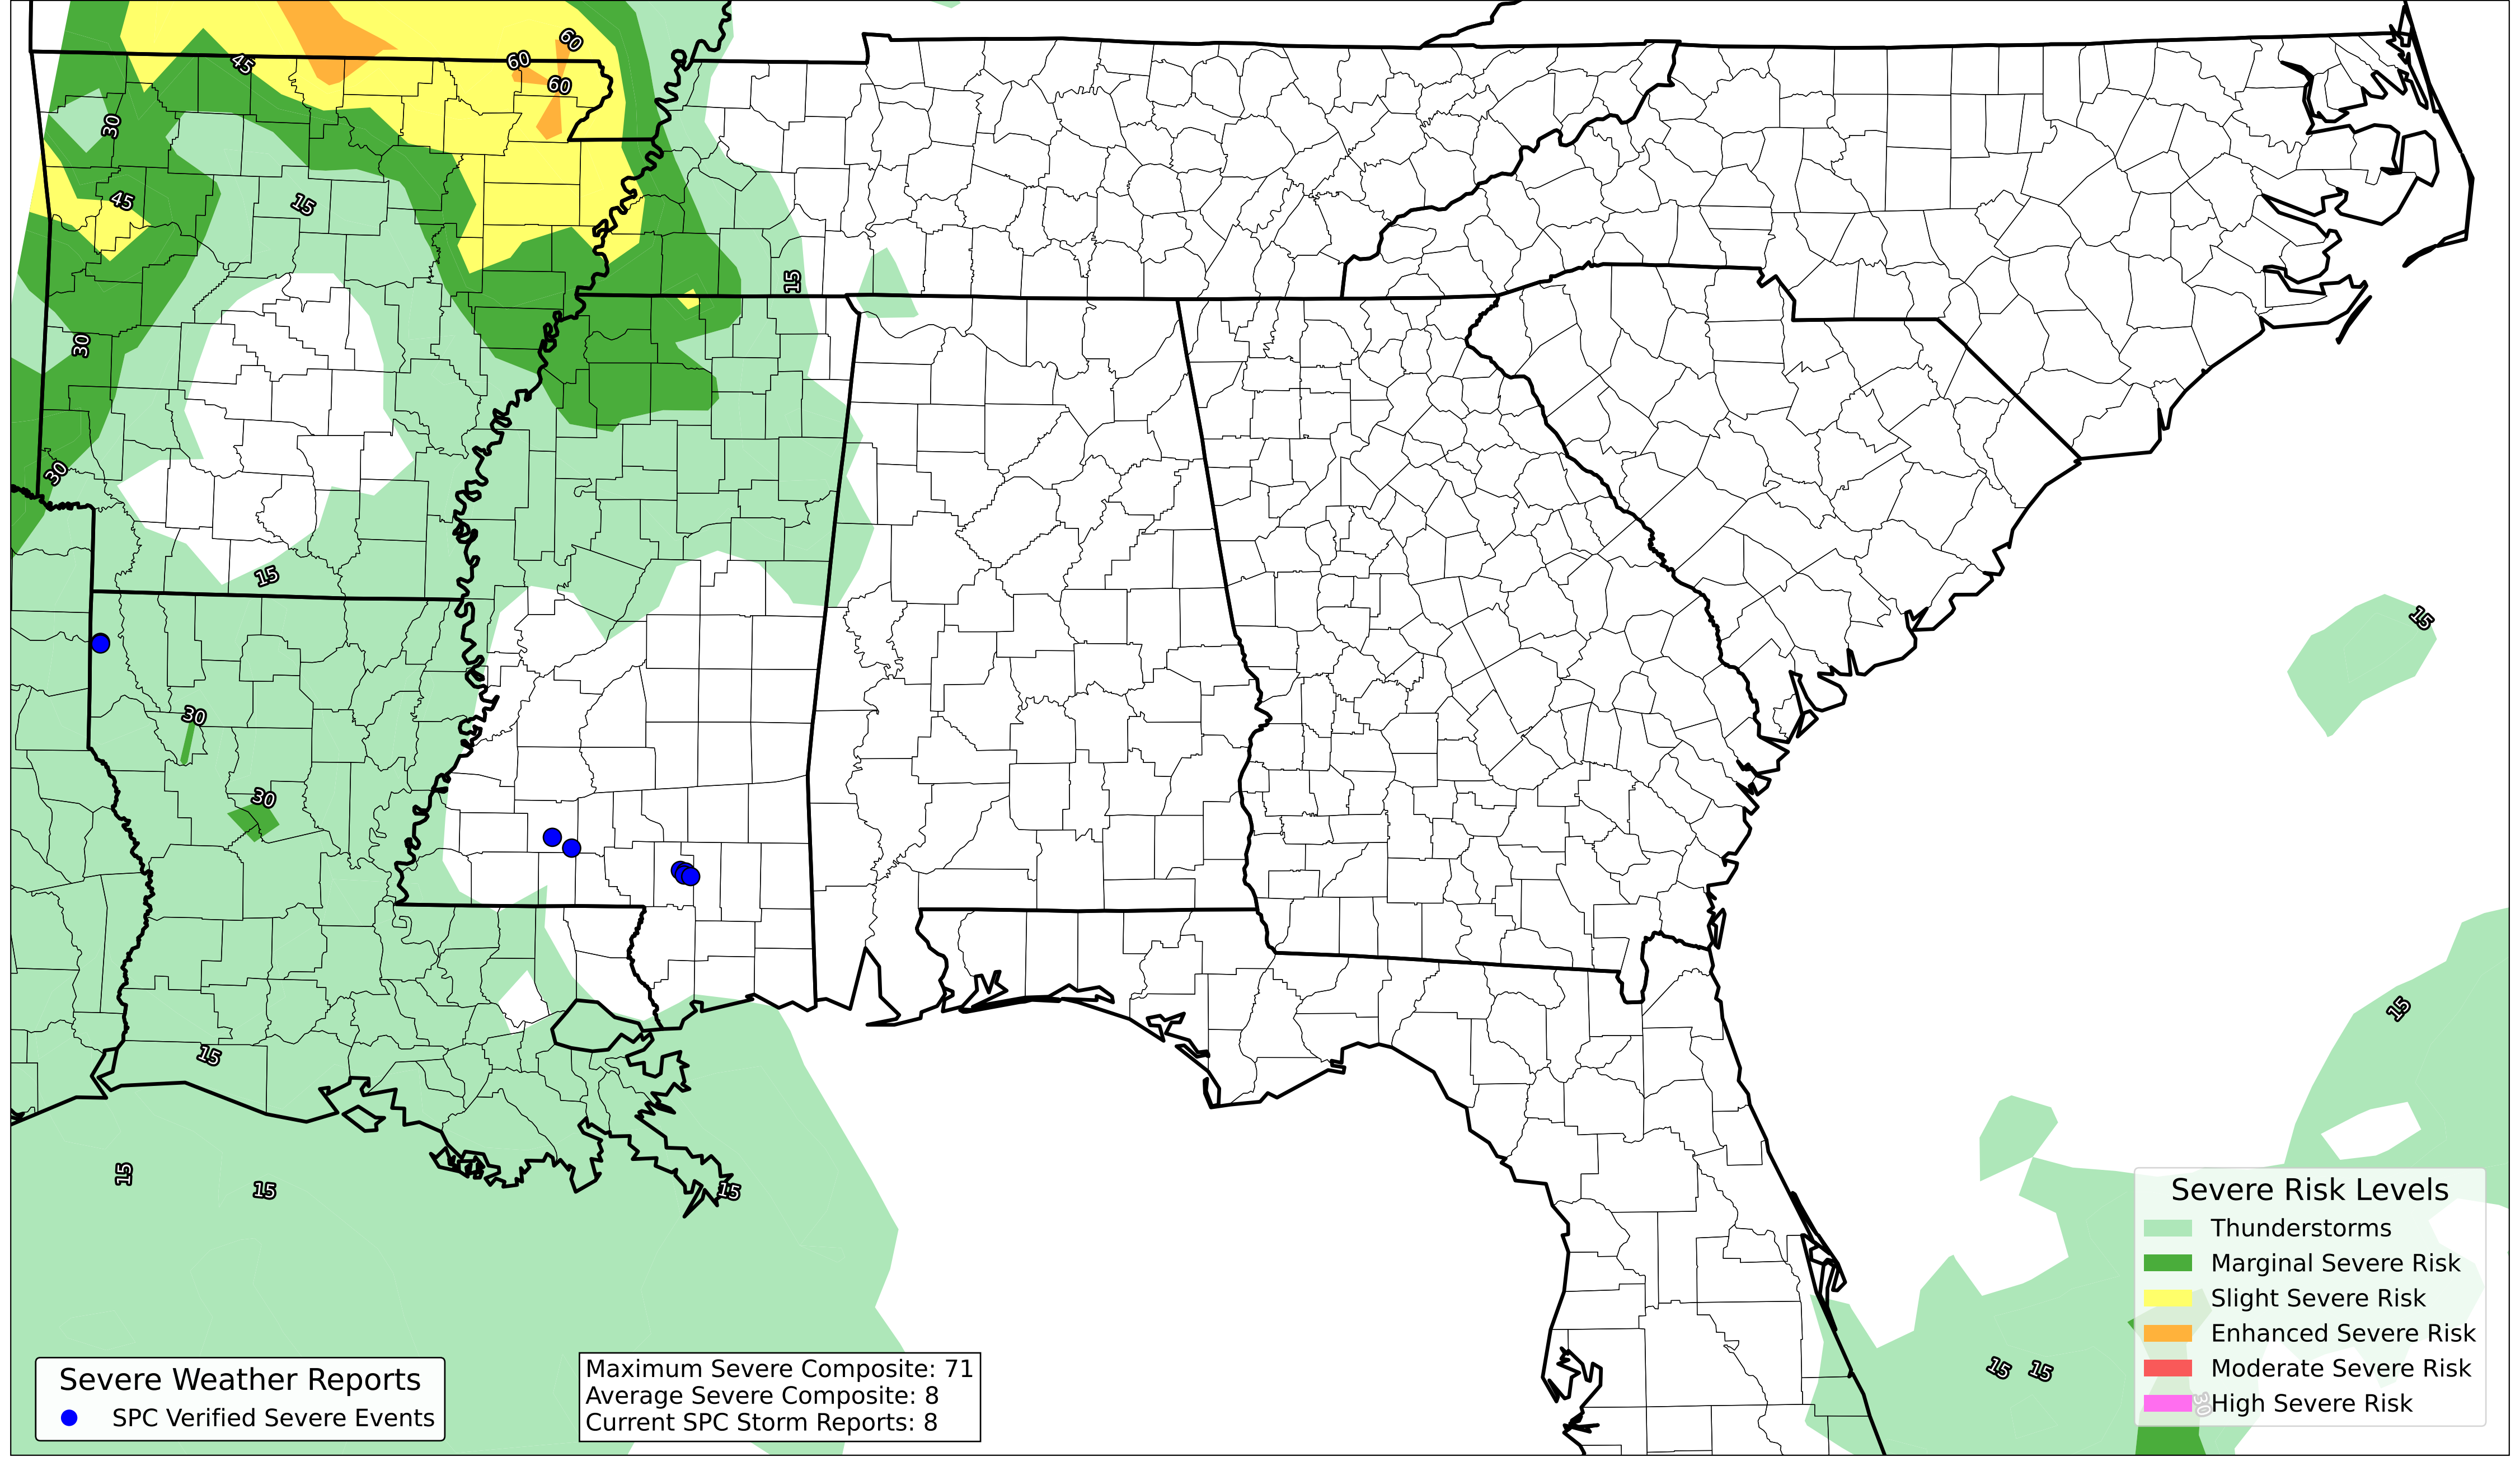 60
45
60
60
30
45
15
15
30
30
15
15
30
30
15
15
15
15
15
15
15
30
Severe Risk Levels
Thunderstorms
Marginal Severe Risk
Slight Severe Risk
Enhanced Severe Risk
Moderate Severe Risk
High Severe Risk
Severe Weather Reports
SPC Verified Severe Events
Maximum Severe Composite: 71
Average Severe Composite: 8
Current SPC Storm Reports: 8